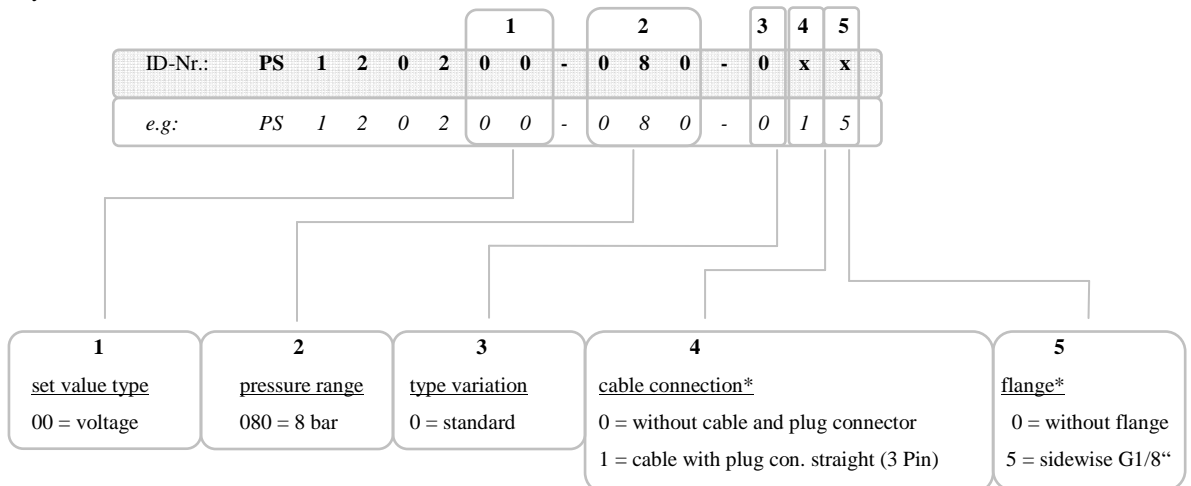 1 2 3 4 5
ID-Nr.: PS 1 2 0 2 0 0 - 0 8 0 - 0 x x
e.g: PS 1 2 0 2 0 0 - 0 8 0 - 0 1 5
1
set value type
00 = voltage
2
pressure range
080 = 8 bar
3
type variation
0 = standard
4
cable connection*
0 = without cable and plug connector
1 = cable with plug con. straight (3 Pin)
5
flange*
0 = without flange
5 = sidewise G1/8“